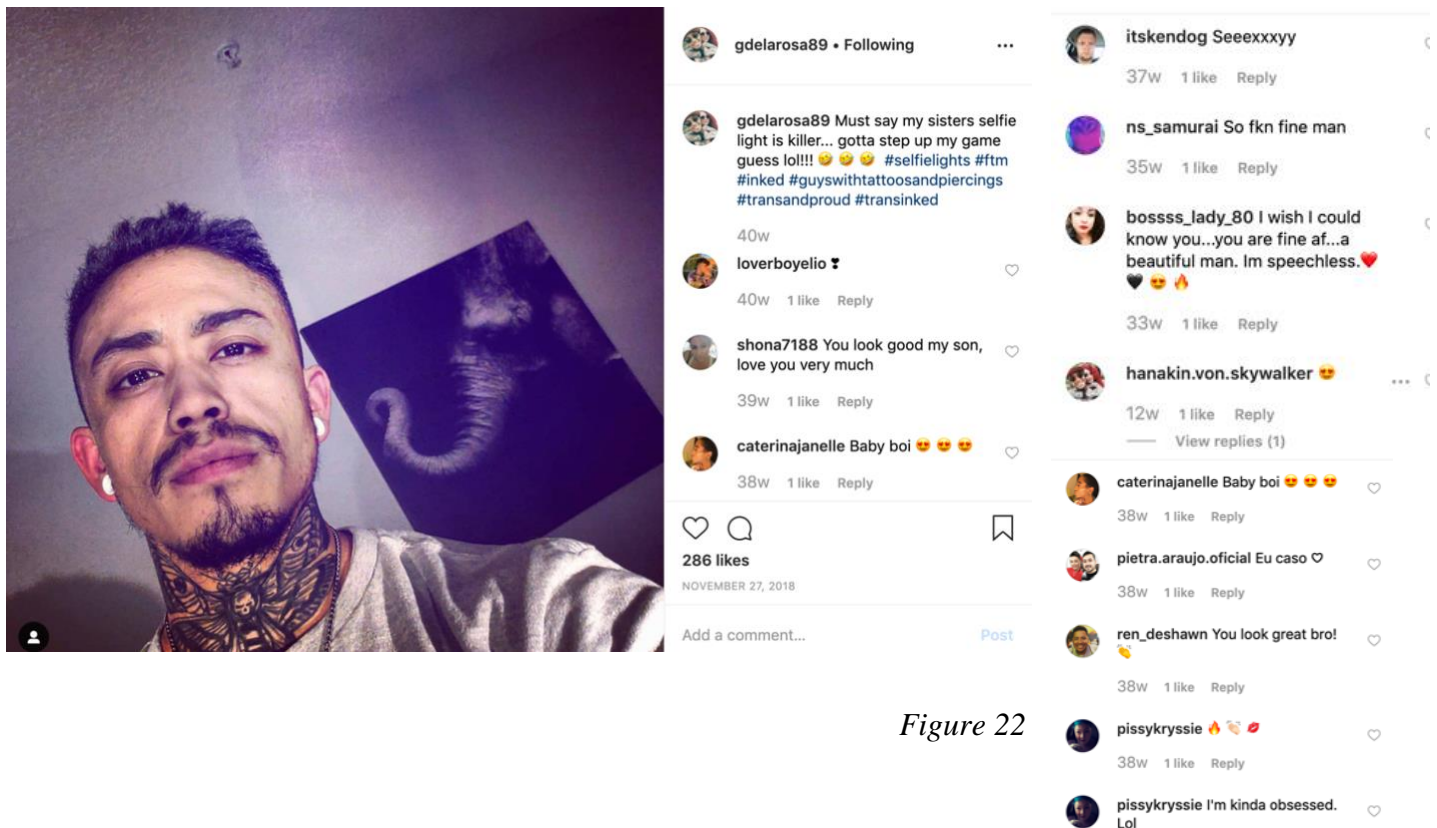 gdelarosa89 • Following
gdelarosa89 Must say my sisters selfie
light is killer... gotta step up my game
guess lol!!! 🤣 🤣 🤣 #selfielights #ftm
#inked #guyswithtattoosandpiercings
#transandproud #transinked
40w
loverboyelio ❣
40w 1 like Reply
shona7188 You look good my son,
love you very much
39w 1 like Reply
caterinajanelle Baby boi 😍 😍 😍
38w 1 like Reply
286 likes
NOVEMBER 27, 2018
Add a comment... Post
itskendog Seeexxxyy
37w 1 like Reply
ns_samurai So fkn fine man
35w 1 like Reply
bossss_lady_80 I wish I could
know you...you are fine af...a
beautiful man. Im speechless.❤️
🖤 😍 🔥
33w 1 like Reply
hanakin.von.skywalker 😍
12w 1 like Reply
View replies (1)
caterinajanelle Baby boi 😍 😍 😍
38w 1 like Reply
pietra.araujo.oficial Eu caso ♡
38w 1 like Reply
ren_deshawn You look great bro!
👏
38w 1 like Reply
pissykryssie 🔥 👏🏻 💋
38w 1 like Reply
pissykryssie I'm kinda obsessed.
Lol
Figure 22